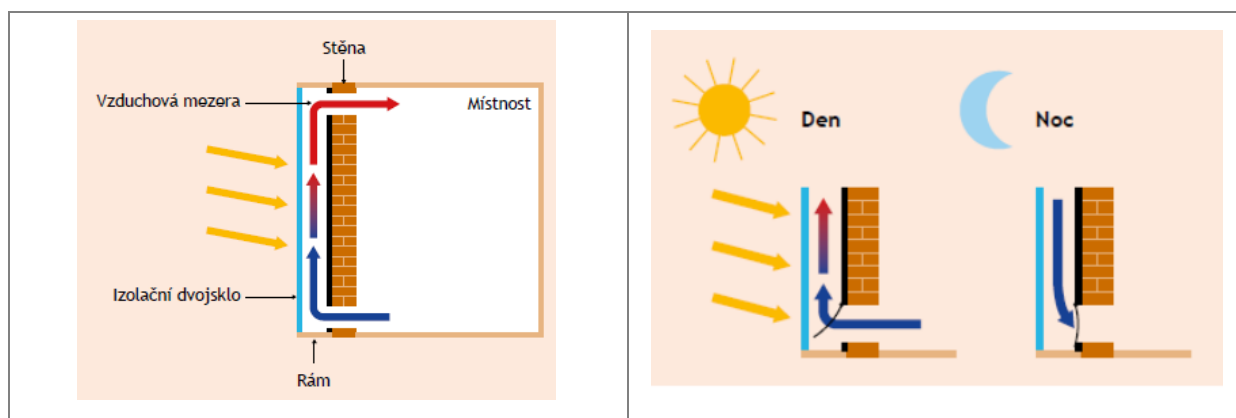 Stěna
Vzduchová mezera
Místnost
Izolační dvojsklo
Rám
Den
Noc